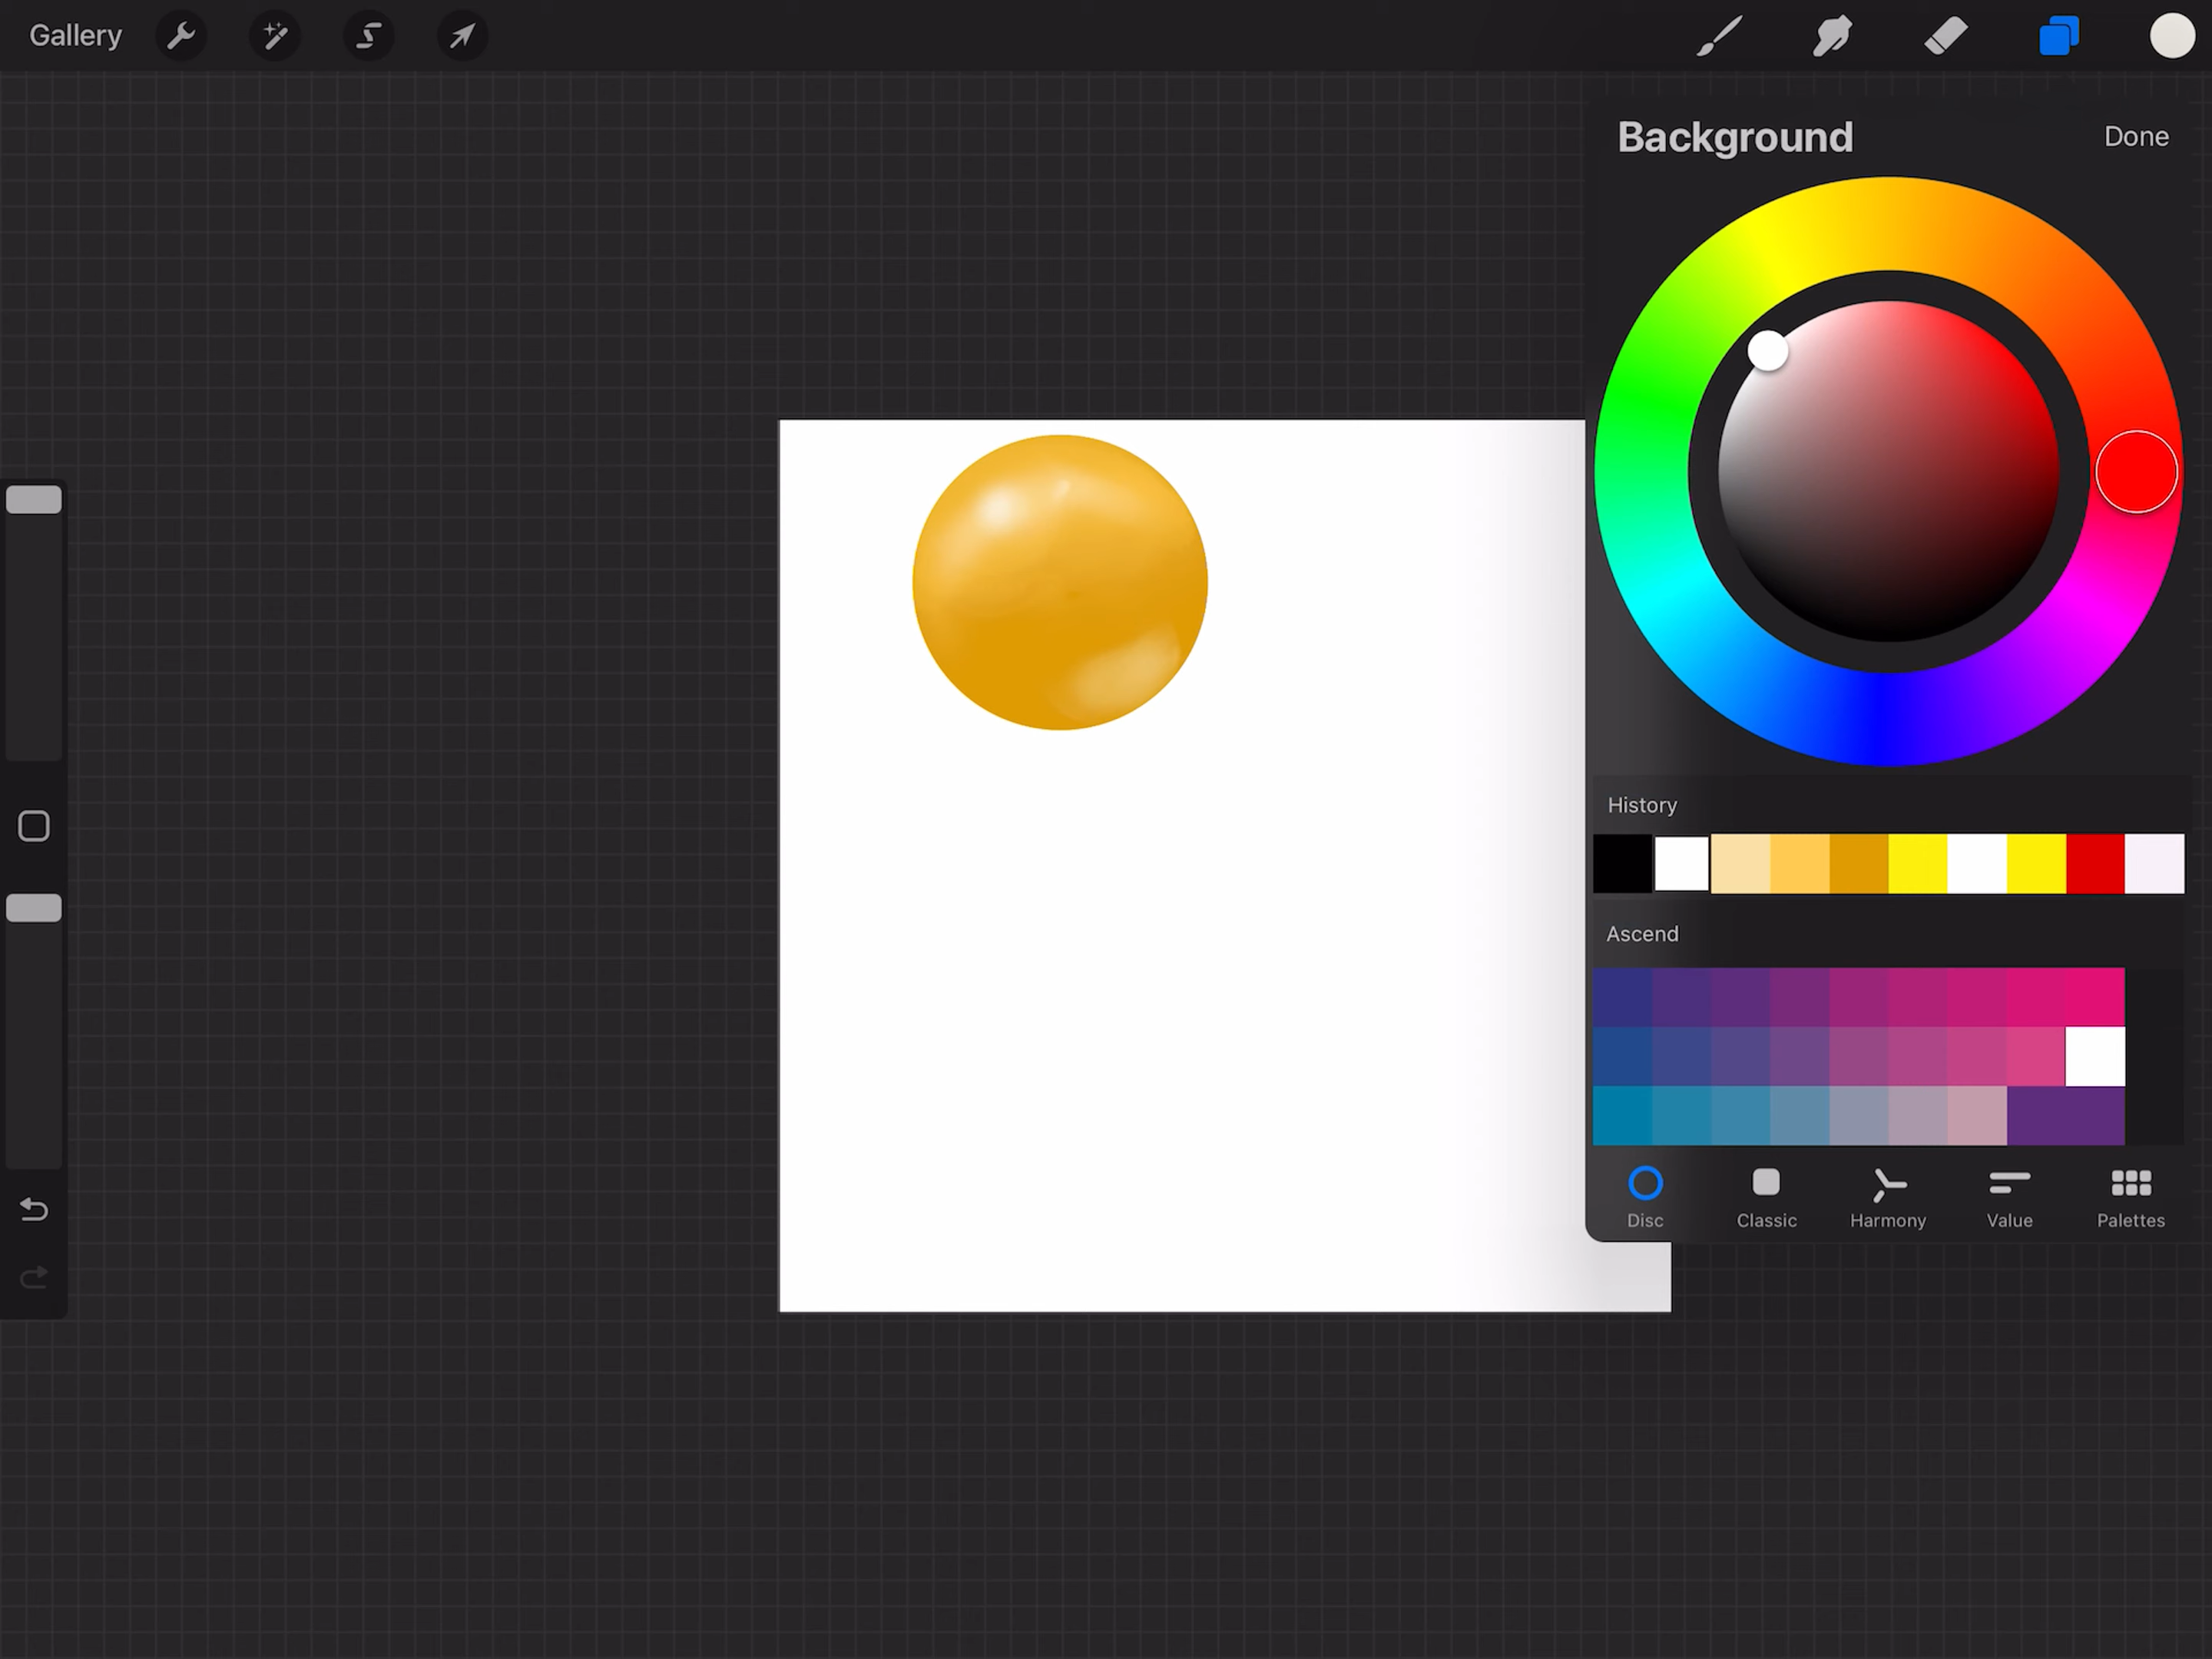 Gallery
Background
Done
History
Ascend
Disc
Classic
Harmony
Value
Palettes